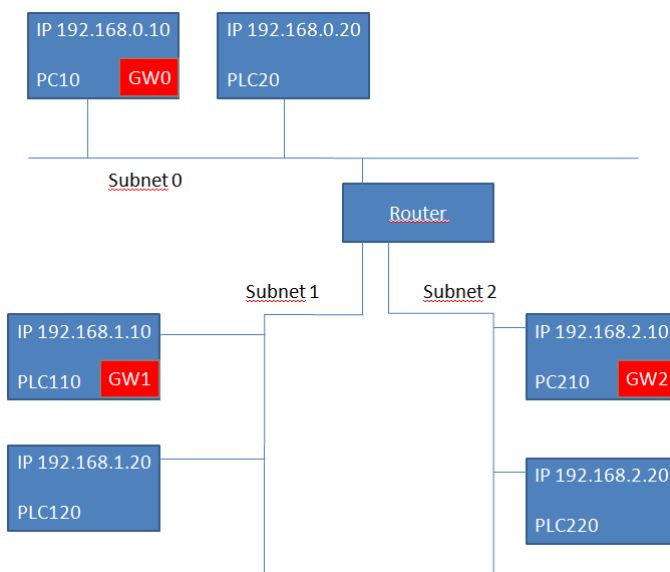 IP 192.168.0.10
PC10
GW0
IP 192.168.0.20
PLC20
Subnet 0
Router
Subnet 1
Subnet 2
IP 192.168.1.10
PLC110
GW1
IP 192.168.2.10
PC210
GW2
IP 192.168.1.20
PLC120
IP 192.168.2.20
PLC220